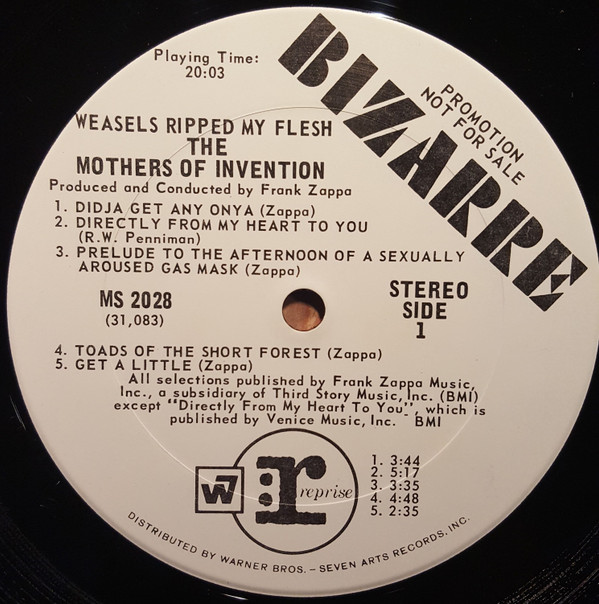 Playing Time:
20:03
BIZARRE
PROMOTION
NOT FOR SALE
WEASELS RIPPED MY FLESH
THE
MOTHERS OF INVENTION
Produced and Conducted by Frank Zappa
1. DIDJA GET ANY ONYA (Zappa)
2. DIRECTLY FROM MY HEART TO YOU
(R.W. Penniman)
3. PRELUDE TO THE AFTERNOON OF A SEXUALLY
AROUSED GAS MASK (Zappa)
MS 2028
(31,083)
STEREO
SIDE
1
4. TOADS OF THE SHORT FOREST (Zappa)
5. GET A LITTLE (Zappa)
All selections published by Frank Zappa Music,
Inc., a subsidiary of Third Story Music, Inc. (BMI)
except "Directly From My Heart To You", which is
published by Venice Music, Inc. - BMI
W7
:r reprise
1. 3:44
2. 5:17
3. 3:35
4. 4:48
5. 2:35
DISTRIBUTED BY WARNER BROS. – SEVEN ARTS RECORDS, INC.